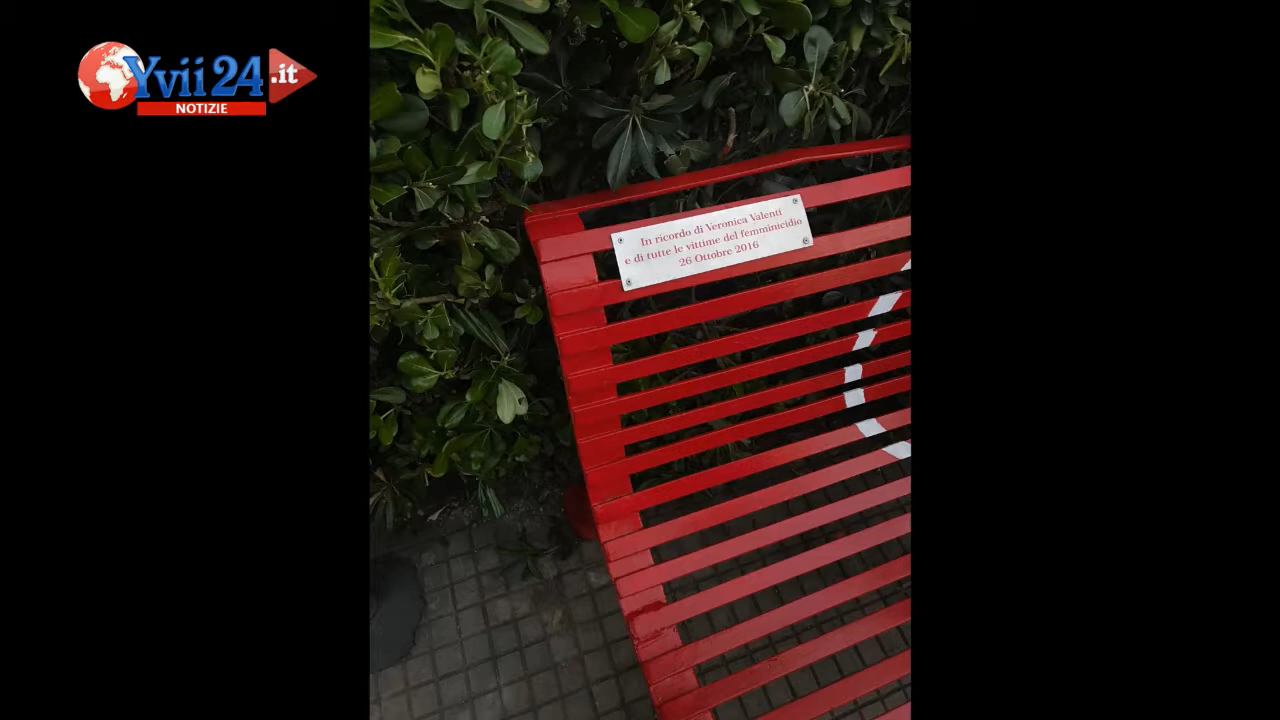 Yvii24.it
NOTIZIE
In ricordo di Veronica Valenti
e di tutte le vittime del femminicidio
26 Ottobre 2016